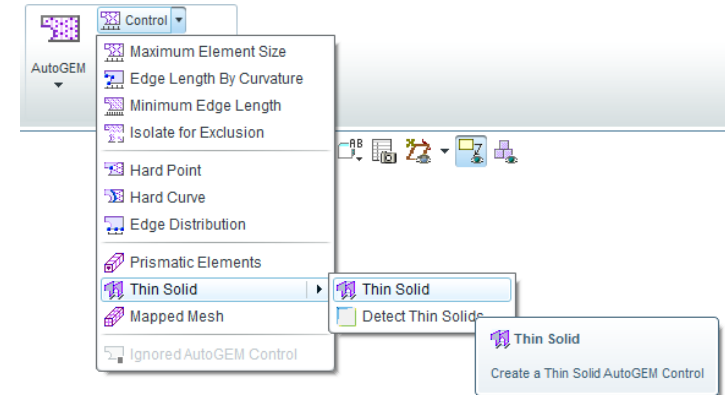 Control
AutoGEM
Maximum Element Size
Edge Length By Curvature
Minimum Edge Length
Isolate for Exclusion
Hard Point
Hard Curve
Edge Distribution
Prismatic Elements
Thin Solid
Mapped Mesh
Ignored AutoGEM Control
Thin Solid
Detect Thin Solids
Thin Solid
Create a Thin Solid AutoGEM Control